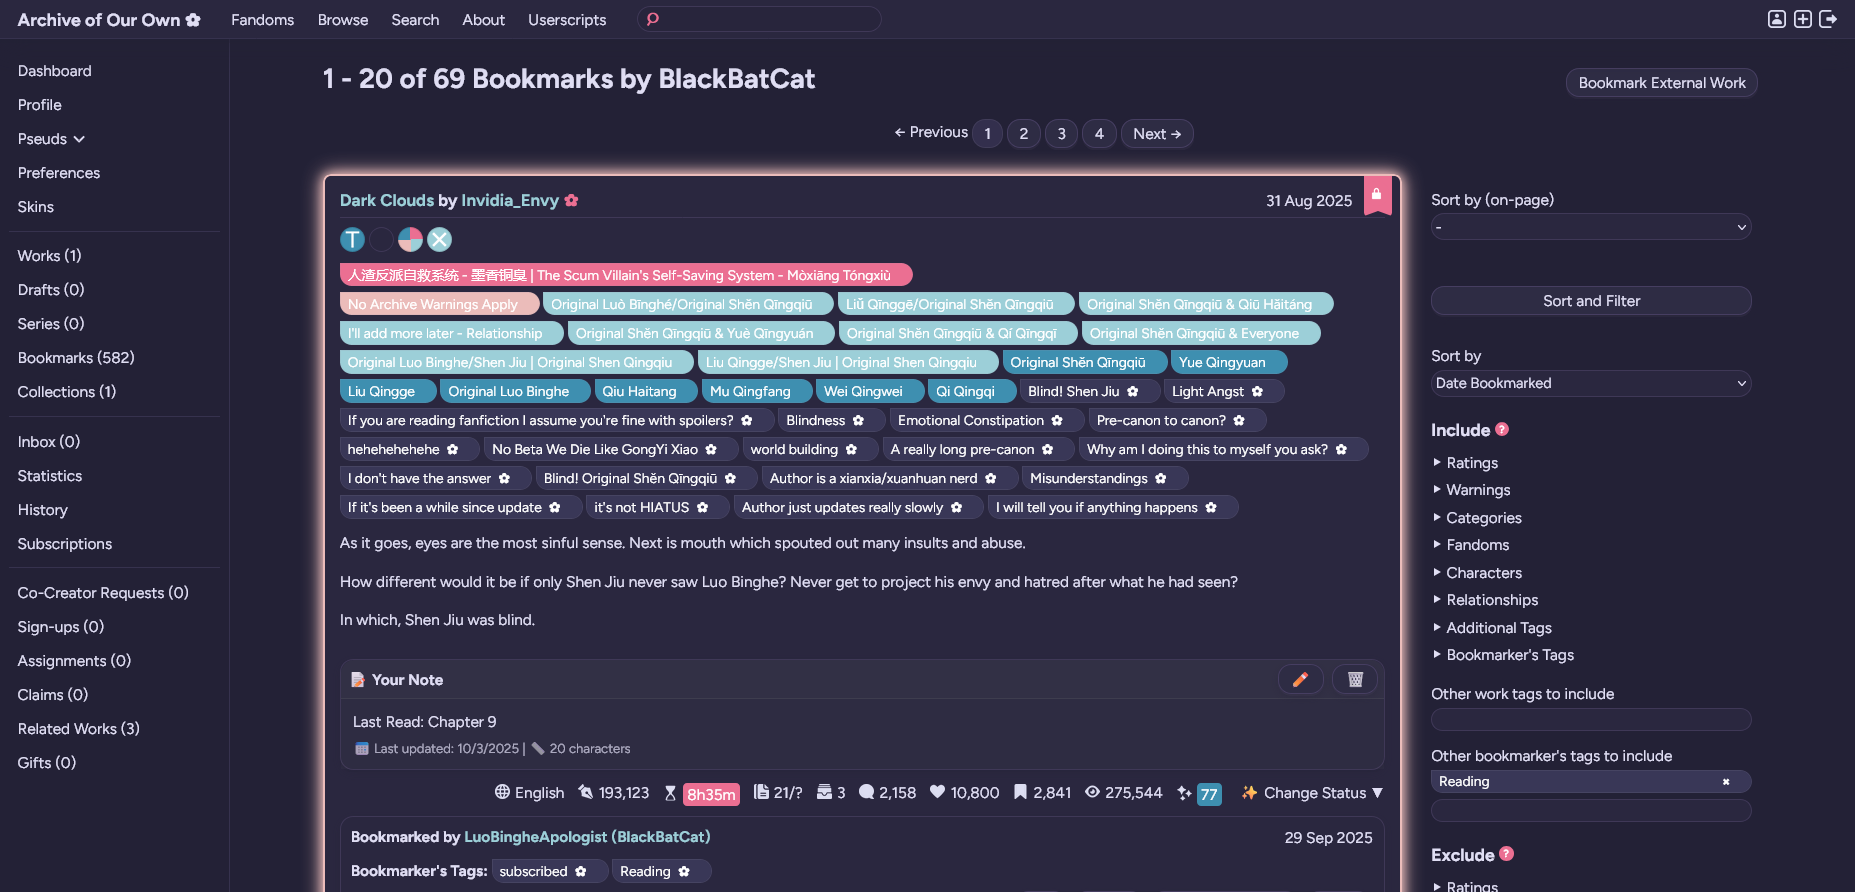 Archive of Our Own ✿ Fandoms Browse Search About Userscripts
Dashboard
Profile
Pseuds
Preferences
Skins
Works (1)
Drafts (0)
Series (0)
Bookmarks (582)
Collections (1)
Inbox (0)
Statistics
History
Subscriptions
Co-Creator Requests (0)
Sign-ups (0)
Assignments (0)
Claims (0)
Related Works (3)
Gifts (0)
1 - 20 of 69 Bookmarks by BlackBatCat
Bookmark External Work
← Previous 1 2 3 4 Next →
Dark Clouds by Invidia_Envy ✿ 31 Aug 2025
T
人渣反派自救系统 - 墨香铜臭 | The Scum Villain's Self-Saving System - Mòxiāng Tóngxiù
No Archive Warnings Apply Original Luò Bīnghé/Original Shěn Qīngqiū Liǔ Qīnggē/Original Shěn Qīngqiū Original Shěn Qīngqiū & Qiū Hǎitáng
I'll add more later - Relationship Original Shěn Qīngqiū & Yuè Qīngyuán Original Shěn Qīngqiū & Qí Qīngqī Original Shěn Qīngqiū & Everyone
Original Luo Binghe/Shen Jiu | Original Shen Qingqiu Liu Qingge/Shen Jiu | Original Shen Qingqiu Original Shěn Qīngqiū Yue Qingyuan
Liu Qingge Original Luo Binghe Qiu Haitang Mu Qingfang Wei Qingwei Qi Qingqi Blind! Shen Jiu ✿ Light Angst ✿
If you are reading fanfiction I assume you're fine with spoilers? ✿ Blindness ✿ Emotional Constipation ✿ Pre-canon to canon? ✿
hehehehehehe ✿ No Beta We Die Like GongYi Xiao ✿ world building ✿ A really long pre-canon ✿ Why am I doing this to myself you ask? ✿
I don't have the answer ✿ Blind! Original Shěn Qīngqiū ✿ Author is a xianxia/xuanhuan nerd ✿ Misunderstandings ✿
If it's been a while since update ✿ it's not HIATUS ✿ Author just updates really slowly ✿ I will tell you if anything happens ✿
As it goes, eyes are the most sinful sense. Next is mouth which spouted out many insults and abuse.
How different would it be if only Shen Jiu never saw Luo Binghe? Never get to project his envy and hatred after what he had seen?
In which, Shen Jiu was blind.
📝 Your Note
Last Read: Chapter 9
Last updated: 10/3/2025 | 20 characters
English 193,123 8h35m 21/? 3 2,158 10,800 2,841 275,544 77 ✨ Change Status ▼
Bookmarked by LuoBingheApologist (BlackBatCat) 29 Sep 2025
Bookmarker's Tags: subscribed ✿ Reading ✿
Sort by (on-page)
-
Sort and Filter
Sort by
Date Bookmarked
Include ?
Ratings
Warnings
Categories
Fandoms
Characters
Relationships
Additional Tags
Bookmarker's Tags
Other work tags to include
Other bookmarker's tags to include
Reading ×
Exclude ?
Ratings